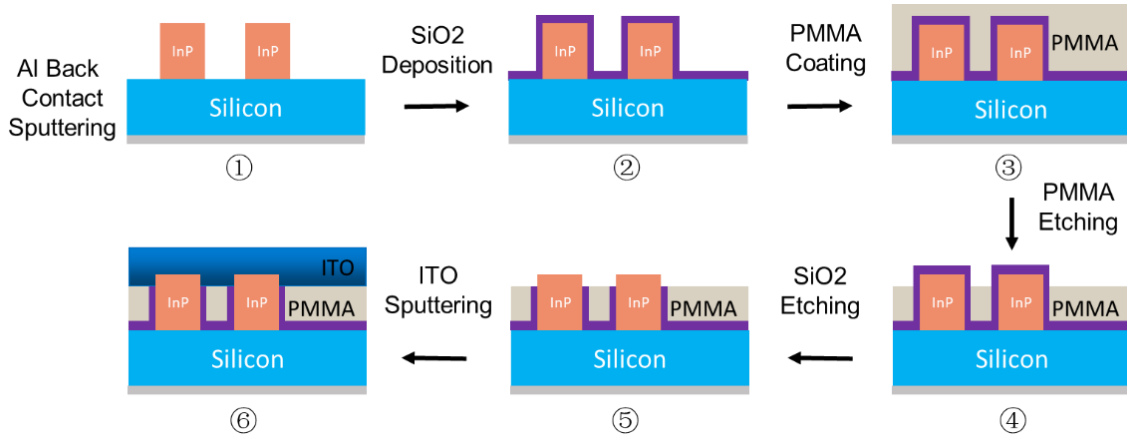 Al Back
Contact
Sputtering
InP InP
Silicon
①
SiO2
Deposition
InP InP
Silicon
②
PMMA
Coating
InP InP
PMMA
Silicon
③
PMMA
Etching
InP InP
PMMA
Silicon
④
SiO2
Etching
InP InP
PMMA
Silicon
⑤
ITO
Sputtering
ITO
InP InP
PMMA
Silicon
⑥